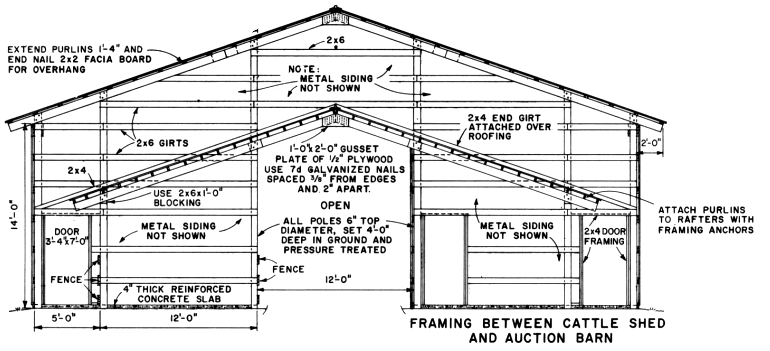 2x6
EXTEND PURLINS 1'-4" AND
END NAIL 2x2 FACIA BOARD
FOR OVERHANG
NOTE:
METAL SIDING
NOT SHOWN
2x4 END GIRT
ATTACHED OVER
ROOFING
2x6 GIRTS
1'-0"x2'-0" GUSSET
PLATE OF 1/2" PLYWOOD
USE 7d GALVANIZED NAILS
SPACED 3/8" FROM EDGES
AND 2" APART.
2'-0"
2x4
USE 2x6x1'-0"
BLOCKING
OPEN
14'-0"
ATTACH PURLINS
TO RAFTERS WITH
FRAMING ANCHORS
DOOR
3'-4"x7'-0"
METAL SIDING
NOT SHOWN
ALL POLES 6" TOP
DIAMETER, SET 4'-0"
DEEP IN GROUND AND
PRESSURE TREATED
METAL SIDING
NOT SHOWN
2x4 DOOR
FRAMING
FENCE
FENCE
4" THICK REINFORCED
CONCRETE SLAB
12'-0"
5'-0"
12'-0"
FRAMING BETWEEN CATTLE SHED
AND AUCTION BARN